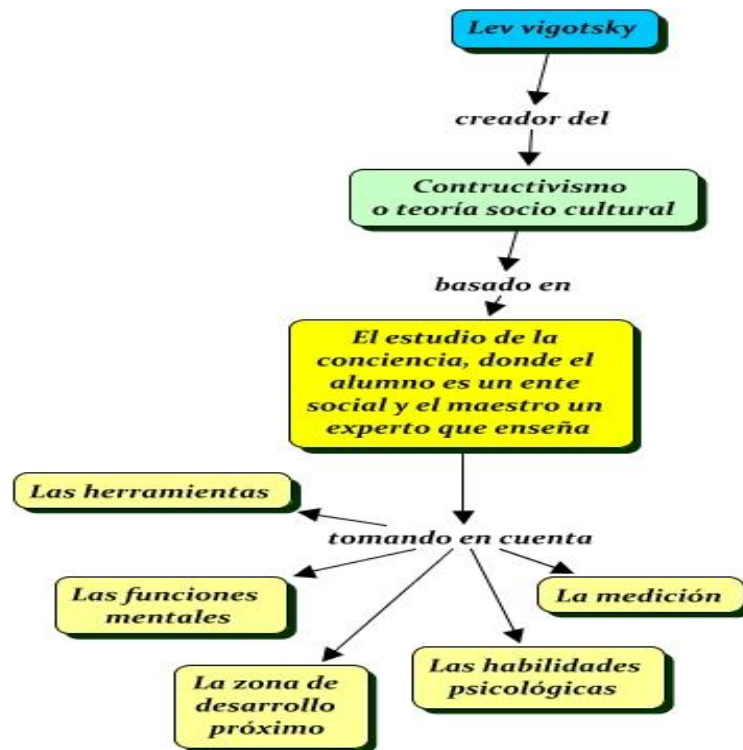 Lev vigotsky
creador del
Contructivismo
o teoría socio cultural
basado en
El estudio de la
conciencia, donde el
alumno es un ente
social y el maestro un
experto que enseña
Las herramientas
tomando en cuenta
Las funciones
mentales
La medición
La zona de
desarrollo
próximo
Las habilidades
psicológicas